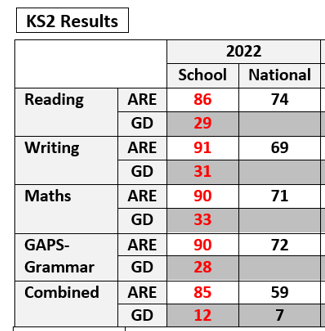 KS2 Results
2022
School National
Reading ARE 86 74
GD 29
Writing ARE 91 69
GD 31
Maths ARE 90 71
GD 33
GAPS- ARE 90 72
Grammar GD 28
Combined ARE 85 59
GD 12 7